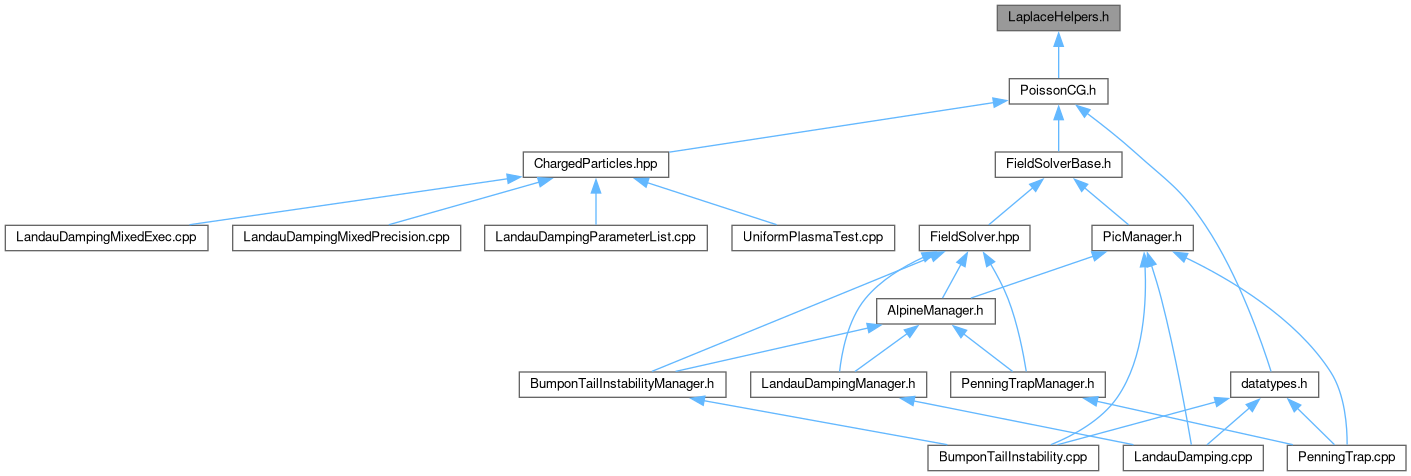 LaplaceHelpers.h
PoissonCG.h
ChargedParticles.hpp
FieldSolverBase.h
LandauDampingMixedExec.cpp
LandauDampingMixedPrecision.cpp
LandauDampingParameterList.cpp
UniformPlasmaTest.cpp
FieldSolver.hpp
PicManager.h
AlpineManager.h
BumponTailInstabilityManager.h
LandauDampingManager.h
PenningTrapManager.h
datatypes.h
BumponTailInstability.cpp
LandauDamping.cpp
PenningTrap.cpp